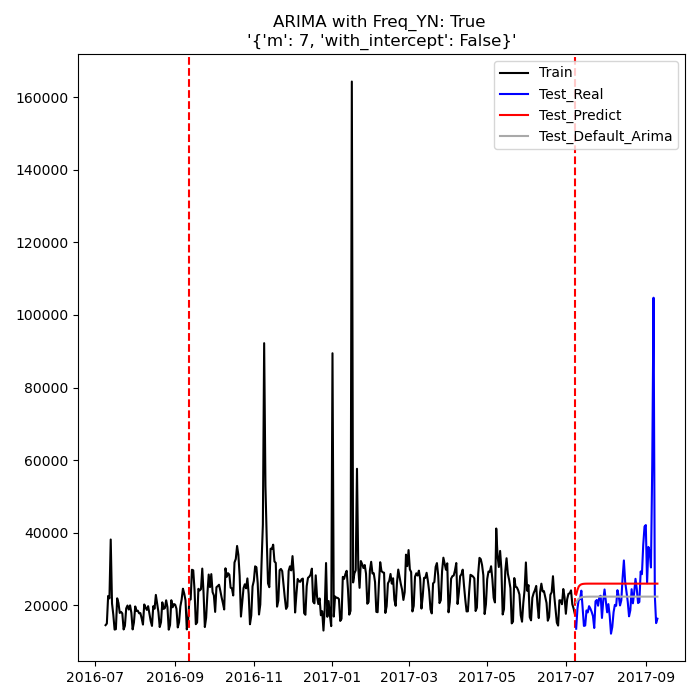 ARIMA with Freq_YN: True
'{'m': 7, 'with_intercept': False}'
Train
Test_Real
Test_Predict
Test_Default_Arima
160000
140000
120000
100000
80000
60000
40000
20000
2016-07 2016-09 2016-11 2017-01 2017-03 2017-05 2017-07 2017-09